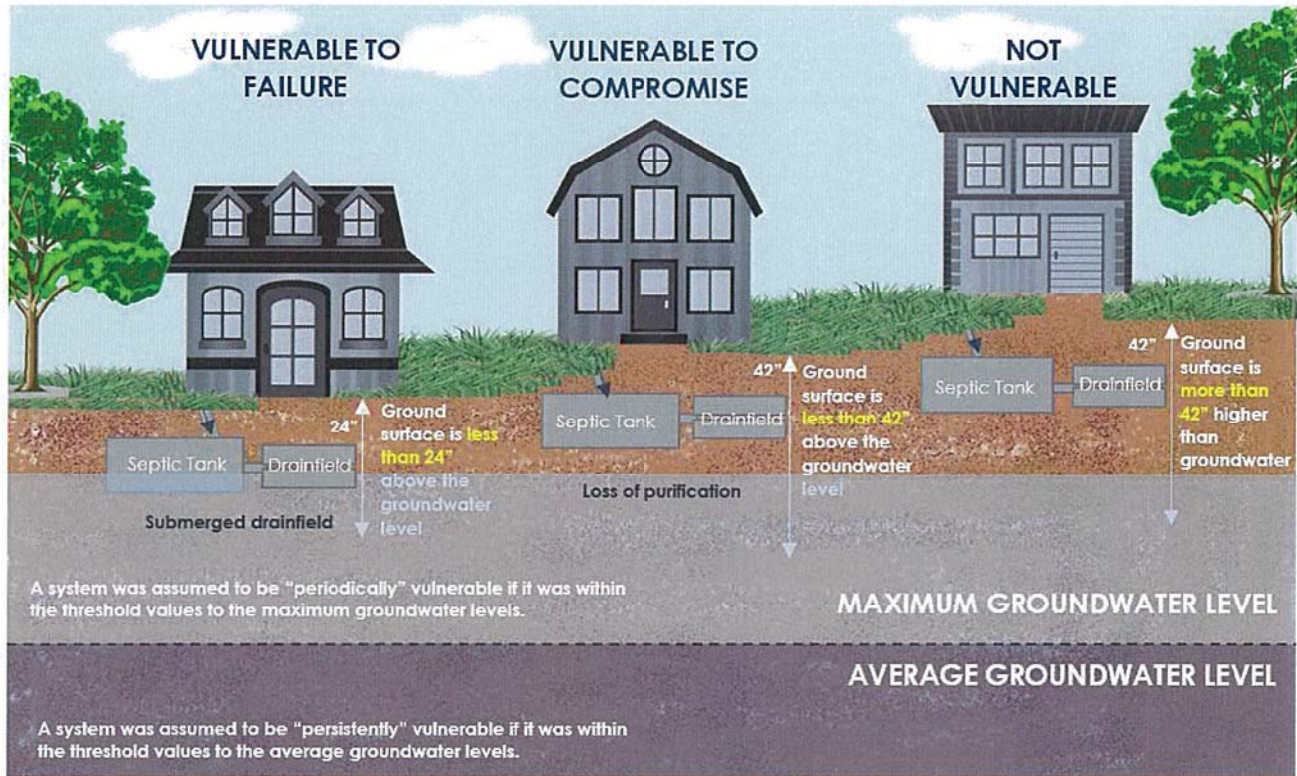 VULNERABLE TO
FAILURE
VULNERABLE TO
COMPROMISE
NOT
VULNERABLE
24”
Ground
surface is less
than 24”
above the
groundwater
level
Septic Tank
Drainfield
Submerged drainfield
42”
Ground
surface is
less than 42”
above the
groundwater
level
Septic Tank
Drainfield
Loss of purification
42”
Ground
surface is
more than
42” higher
than
groundwater
Septic Tank
Drainfield
A system was assumed to be “periodically” vulnerable if it was within
the threshold values to the maximum groundwater levels.
MAXIMUM GROUNDWATER LEVEL
AVERAGE GROUNDWATER LEVEL
A system was assumed to be “persistently” vulnerable if it was within
the threshold values to the average groundwater levels.